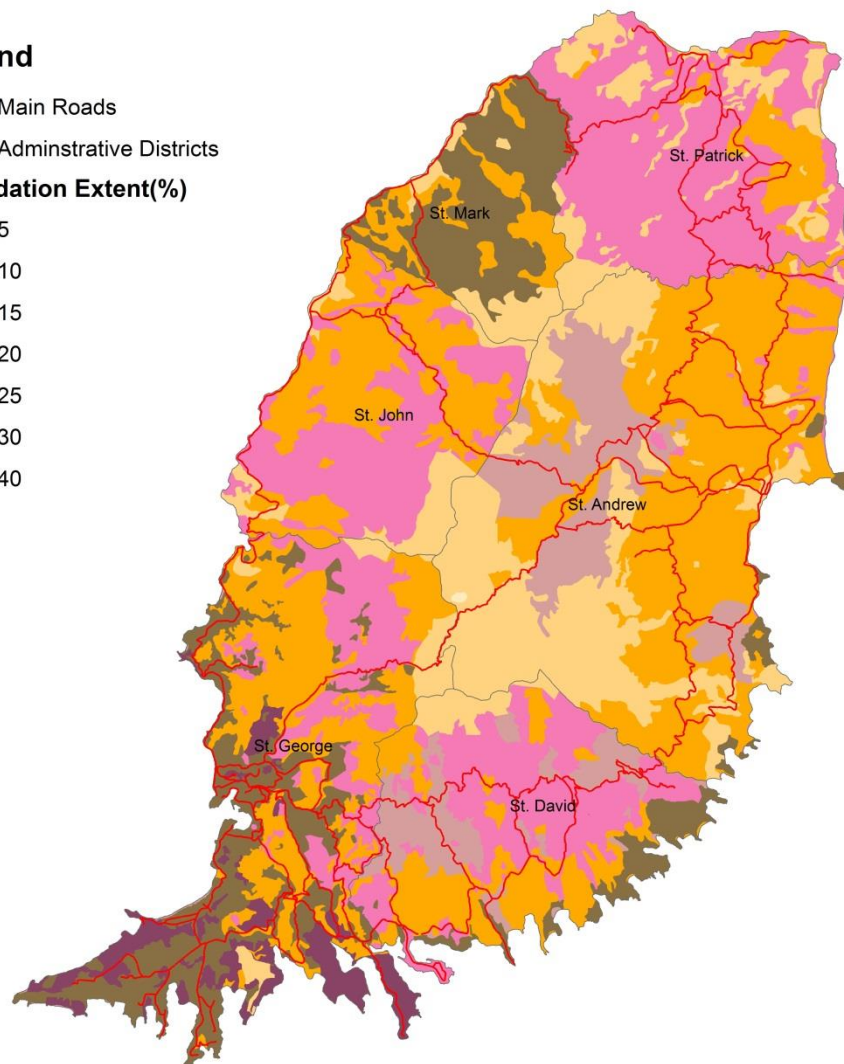 nd
Main Roads
Adminstrative Districts
dation Extent(%)
5
10
15
20
25
30
40
St. Patrick
St. Mark
St. John
St. Andrew
St. George
St. David